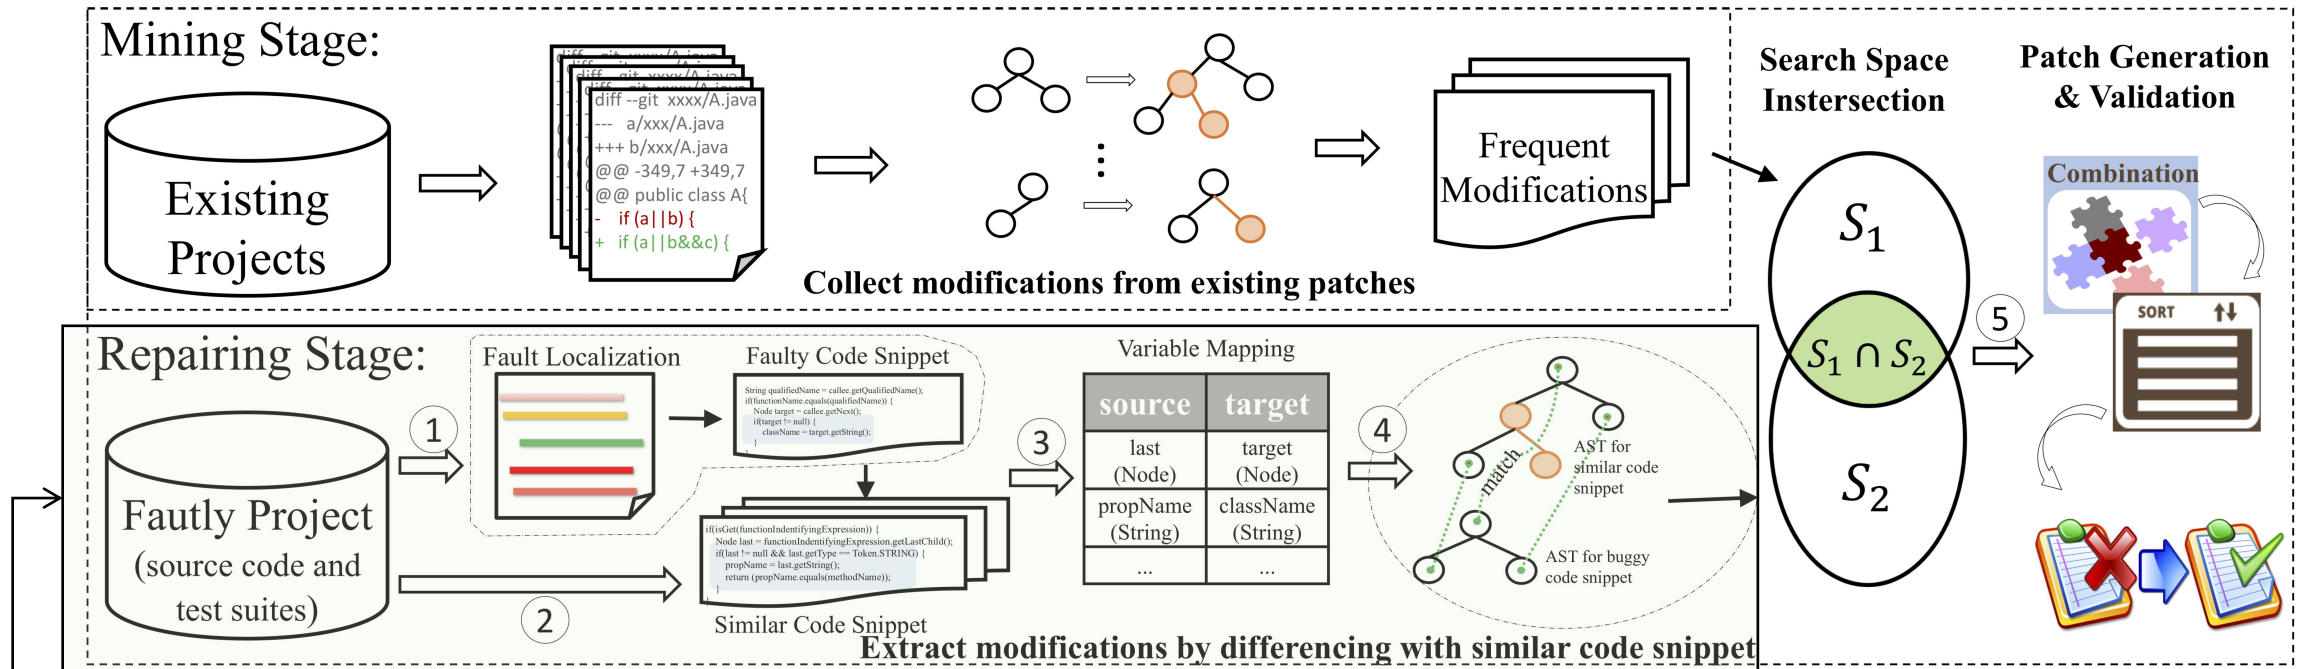 Mining Stage:
Existing
Projects
diff --git xxxx/A.java
--- a/xxx/A.java
+++ b/xxx/A.java
@@ -349,7 +349,7
@@ public class A{
- if (a||b) {
+ if (a||b&&c) {
Collect modifications from existing patches
Frequent
Modifications
Search Space
Instersection
S1
S1 ∩ S2
S2
Patch Generation
& Validation
Combination
SORT
5
Repairing Stage:
Fautly Project
(source code and
test suites)
1
2
Fault Localization
Faulty Code Snippet
String qualifiedName = callee.getQualifiedName();
if(functionName.equals(qualifiedName)) {
Node target = callee.getNext();
if(target != null) {
className = target.getString();
}
if(isGet(functionIndentifyingExpression)) {
Node last = functionIndentifyingExpression.getLastChild();
if(last != null && last.getType == Token.STRING) {
propName = last.getString();
return (propName.equals(methodName));
}
}
Similar Code Snippet
3
Variable Mapping
source target
last target
(Node) (Node)
propName className
(String) (String)
... ...
4
match
AST for
similar code
snippet
AST for buggy
code snippet
Extract modifications by differencing with similar code snippet